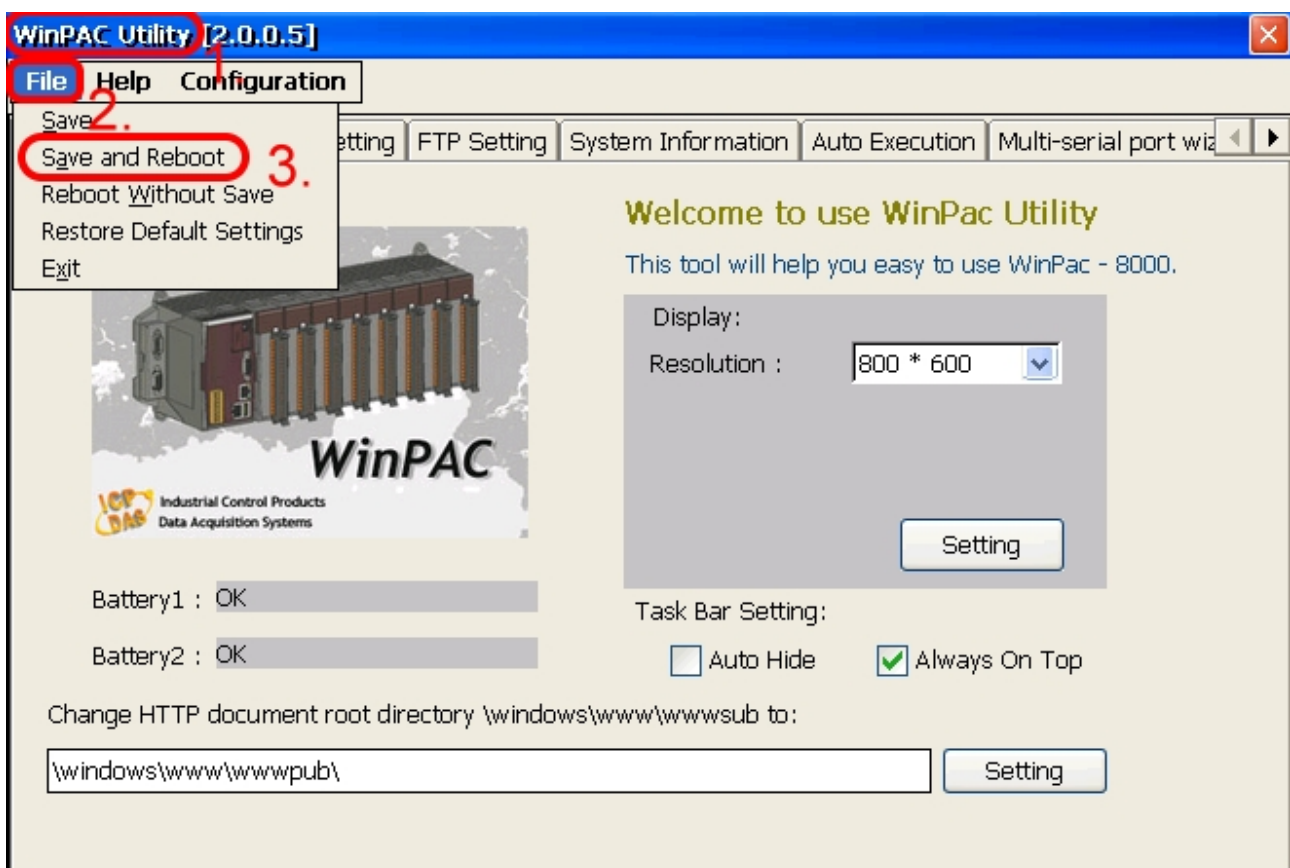 WinPAC Utility [2.0.0.5]
1.
File Help Configuration
2.
Save
Save and Reboot
3.
Reboot Without Save
Restore Default Settings
Exit
etting FTP Setting System Information Auto Execution Multi-serial port wiz
Welcome to use WinPac Utility
This tool will help you easy to use WinPac - 8000.
WinPAC
ICP DAS
Industrial Control Products
Data Acquisition Systems
Display:
Resolution : 800 * 600
Setting
Battery1 : OK
Battery2 : OK
Task Bar Setting:
Auto Hide Always On Top
Change HTTP document root directory \windows\www\wwwsub to:
\windows\www\wwwpub\ Setting